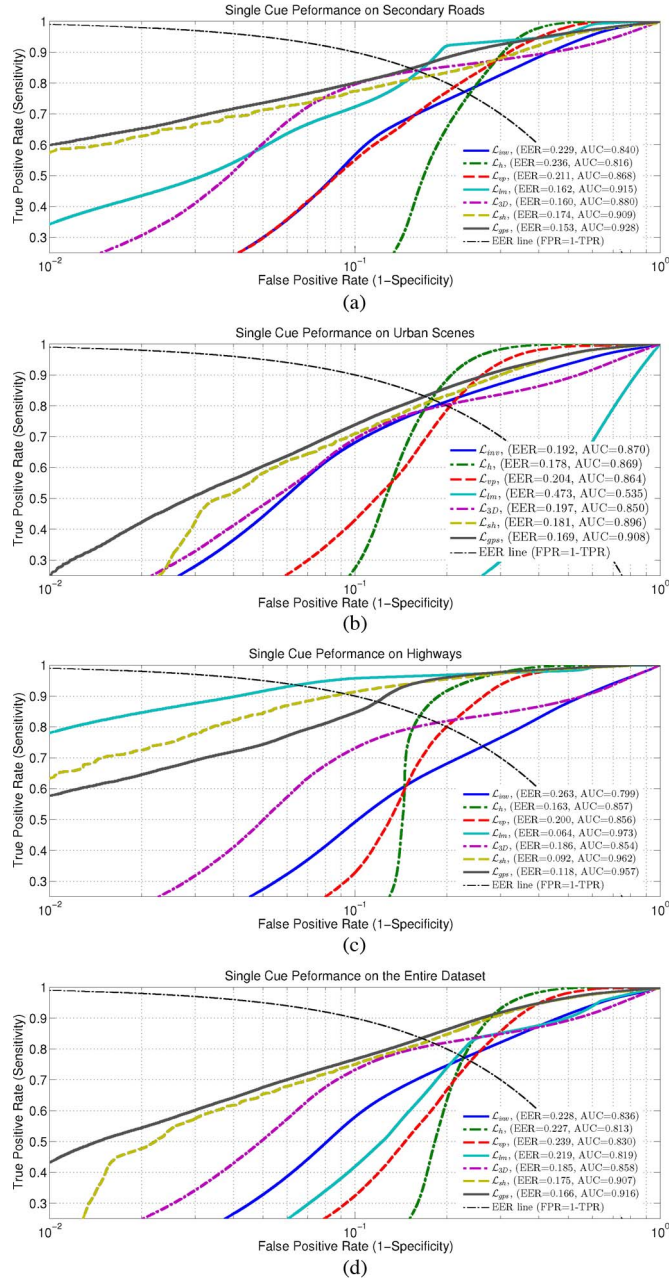 Single Cue Peformance on Secondary Roads
True Positive Rate (Sensitivity)
1
0.9
0.8
0.7
0.6
0.5
0.4
0.3
ℒinv, (EER=0.229, AUC=0.840)
ℒh, (EER=0.236, AUC=0.816)
ℒvp, (EER=0.211, AUC=0.868)
ℒlm, (EER=0.162, AUC=0.915)
ℒ3D, (EER=0.160, AUC=0.880)
ℒsh, (EER=0.174, AUC=0.909)
ℒgps, (EER=0.153, AUC=0.928)
EER line (FPR=1-TPR)
10⁻² 10⁻¹ 10⁰
False Positive Rate (1−Specificity)
(a)
Single Cue Peformance on Urban Scenes
True Positive Rate (Sensitivity)
1
0.9
0.8
0.7
0.6
0.5
0.4
0.3
ℒinv, (EER=0.192, AUC=0.870)
ℒh, (EER=0.178, AUC=0.869)
ℒvp, (EER=0.204, AUC=0.864)
ℒlm, (EER=0.473, AUC=0.535)
ℒ3D, (EER=0.197, AUC=0.850)
ℒsh, (EER=0.181, AUC=0.896)
ℒgps, (EER=0.169, AUC=0.908)
EER line (FPR=1-TPR)
10⁻² 10⁻¹ 10⁰
False Positive Rate (1−Specificity)
(b)
Single Cue Peformance on Highways
True Positive Rate (Sensitivity)
1
0.9
0.8
0.7
0.6
0.5
0.4
0.3
ℒinv, (EER=0.263, AUC=0.799)
ℒh, (EER=0.163, AUC=0.857)
ℒvp, (EER=0.200, AUC=0.856)
ℒlm, (EER=0.064, AUC=0.973)
ℒ3D, (EER=0.186, AUC=0.854)
ℒsh, (EER=0.092, AUC=0.962)
ℒgps, (EER=0.118, AUC=0.957)
EER line (FPR=1-TPR)
10⁻² 10⁻¹ 10⁰
False Positive Rate (1−Specificity)
(c)
Single Cue Peformance on the Entire Dataset
True Positive Rate (Sensitivity)
1
0.9
0.8
0.7
0.6
0.5
0.4
0.3
ℒinv, (EER=0.228, AUC=0.836)
ℒh, (EER=0.227, AUC=0.813)
ℒvp, (EER=0.239, AUC=0.830)
ℒlm, (EER=0.219, AUC=0.819)
ℒ3D, (EER=0.185, AUC=0.858)
ℒsh, (EER=0.175, AUC=0.907)
ℒgps, (EER=0.166, AUC=0.916)
EER line (FPR=1-TPR)
10⁻² 10⁻¹ 10⁰
False Positive Rate (1−Specificity)
(d)